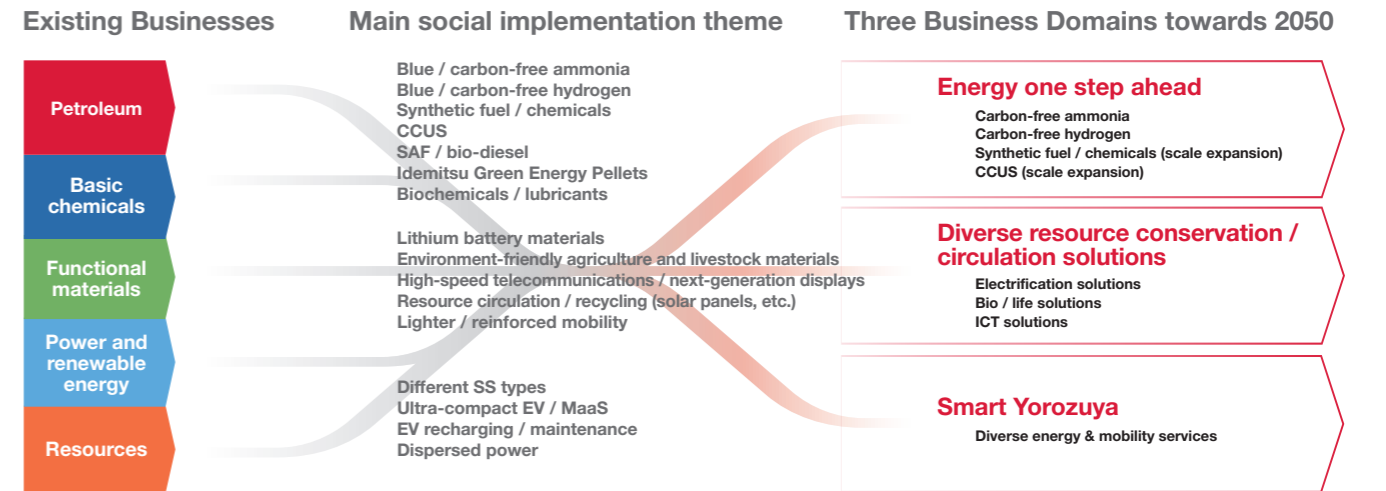 Existing Businesses
Main social implementation theme
Three Business Domains towards 2050
Petroleum
Basic
chemicals
Functional
materials
Power and
renewable
energy
Resources
Blue / carbon-free ammonia
Blue / carbon-free hydrogen
Synthetic fuel / chemicals
CCUS
SAF / bio-diesel
Idemitsu Green Energy Pellets
Biochemicals / lubricants
Lithium battery materials
Environment-friendly agriculture and livestock materials
High-speed telecommunications / next-generation displays
Resource circulation / recycling (solar panels, etc.)
Lighter / reinforced mobility
Different SS types
Ultra-compact EV / MaaS
EV recharging / maintenance
Dispersed power
Energy one step ahead
Carbon-free ammonia
Carbon-free hydrogen
Synthetic fuel / chemicals (scale expansion)
CCUS (scale expansion)
Diverse resource conservation /
circulation solutions
Electrification solutions
Bio / life solutions
ICT solutions
Smart Yorozuya
Diverse energy & mobility services